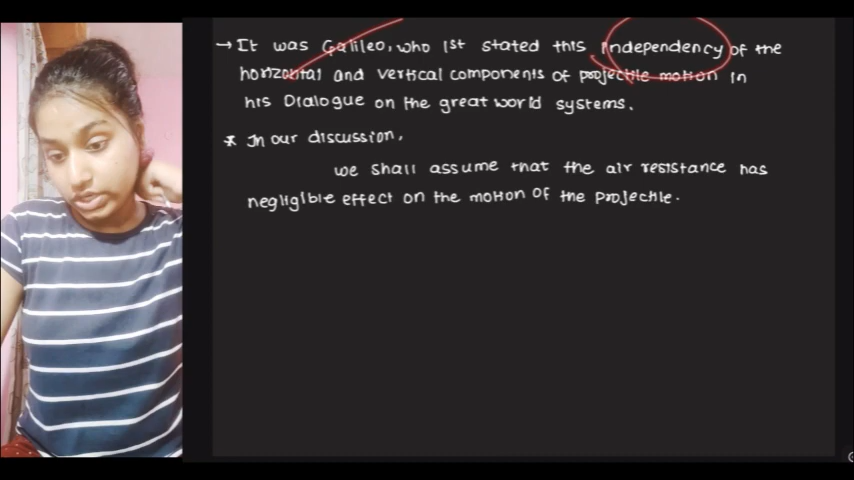 → It was Galileo, who 1st stated this independency of the
horizontal and vertical components of projectile motion in
his Dialogue on the great world systems.
* In our discussion,
we shall assume that the air resistance has
negligible effect on the motion of the projectile.